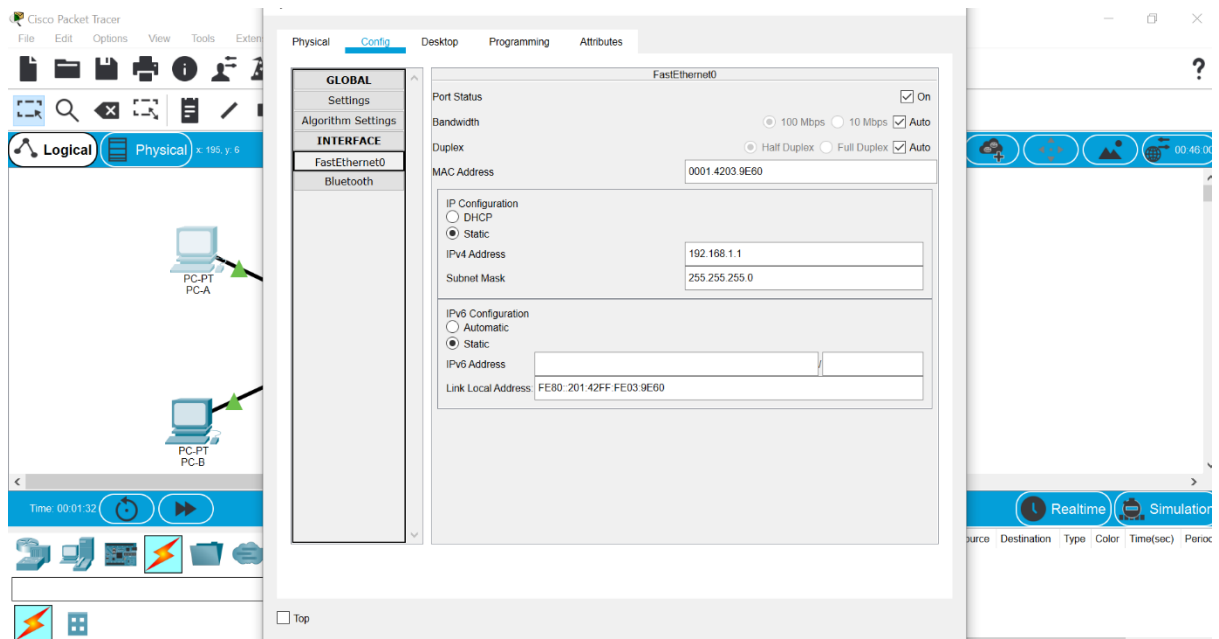 Cisco Packet Tracer
File Edit Options View Tools
Physical Config Desktop Programming Attributes
?
GLOBAL
Settings
Algorithm Settings
INTERFACE
FastEthernet0
Bluetooth
FastEthernet0
Port Status On
Bandwidth 100 Mbps 10 Mbps Auto
Duplex Half Duplex Full Duplex Auto
MAC Address 0001.4203.9E60
IP Configuration
DHCP
Static
IPv4 Address 192.168.1.1
Subnet Mask 255.255.255.0
IPv6 Configuration
Automatic
Static
IPv6 Address /
Link Local Address: FE80::201:42FF:FE03:9E60
Logical Physical x: 195, y: 6
00:46:00
PC-PT
PC-A
PC-PT
PC-B
Time: 00:01:32
Realtime Simulation
Destination Type Color Time(sec)
Top